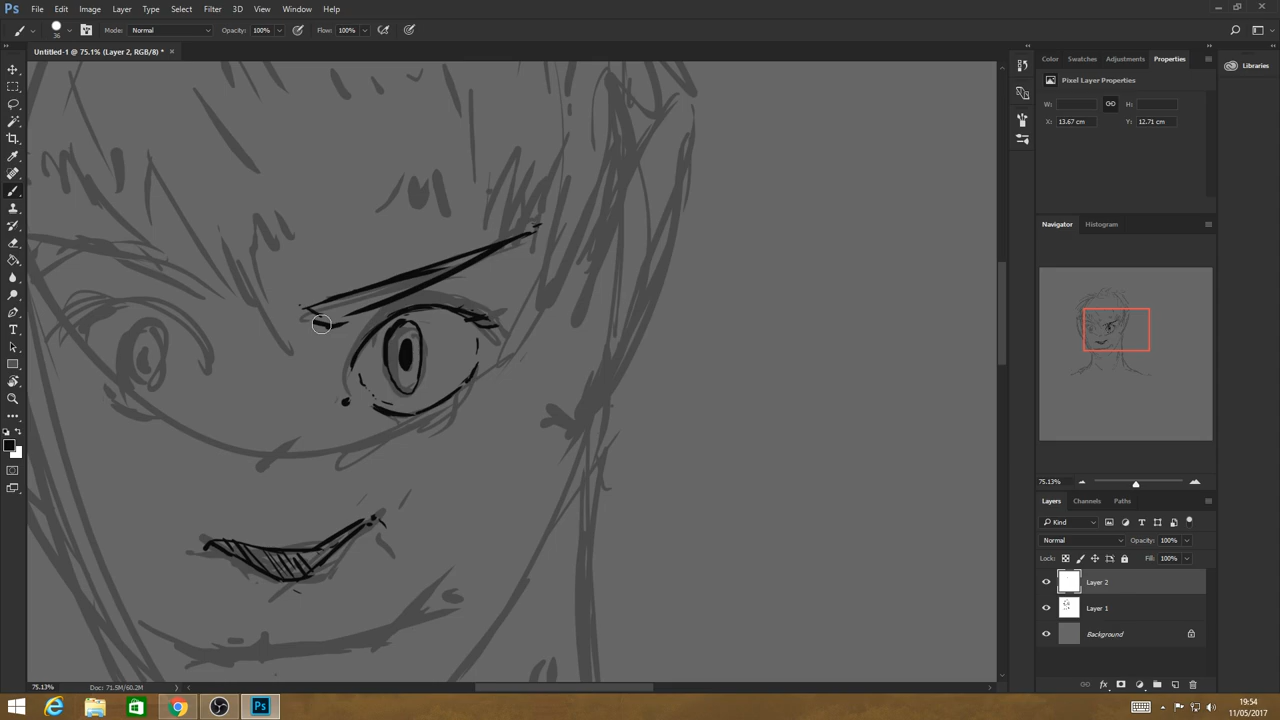 Ps File Edit Image Layer Type Select Filter 3D View Window Help
36 Mode: Normal Opacity: 100% Flow: 100%
Untitled-1 @ 75.1% (Layer 2, RGB/8) * ×
Color Swatches Adjustments Properties
Libraries
Pixel Layer Properties
W: H:
X: 13.67 cm Y: 12.71 cm
Navigator Histogram
75.13%
Layers Channels Paths
Kind
Normal Opacity: 100%
Lock: Fill: 100%
Layer 2
Layer 1
Background
75.13% Doc: 71.5M/60.2M
Ps
19:54
11/05/2017